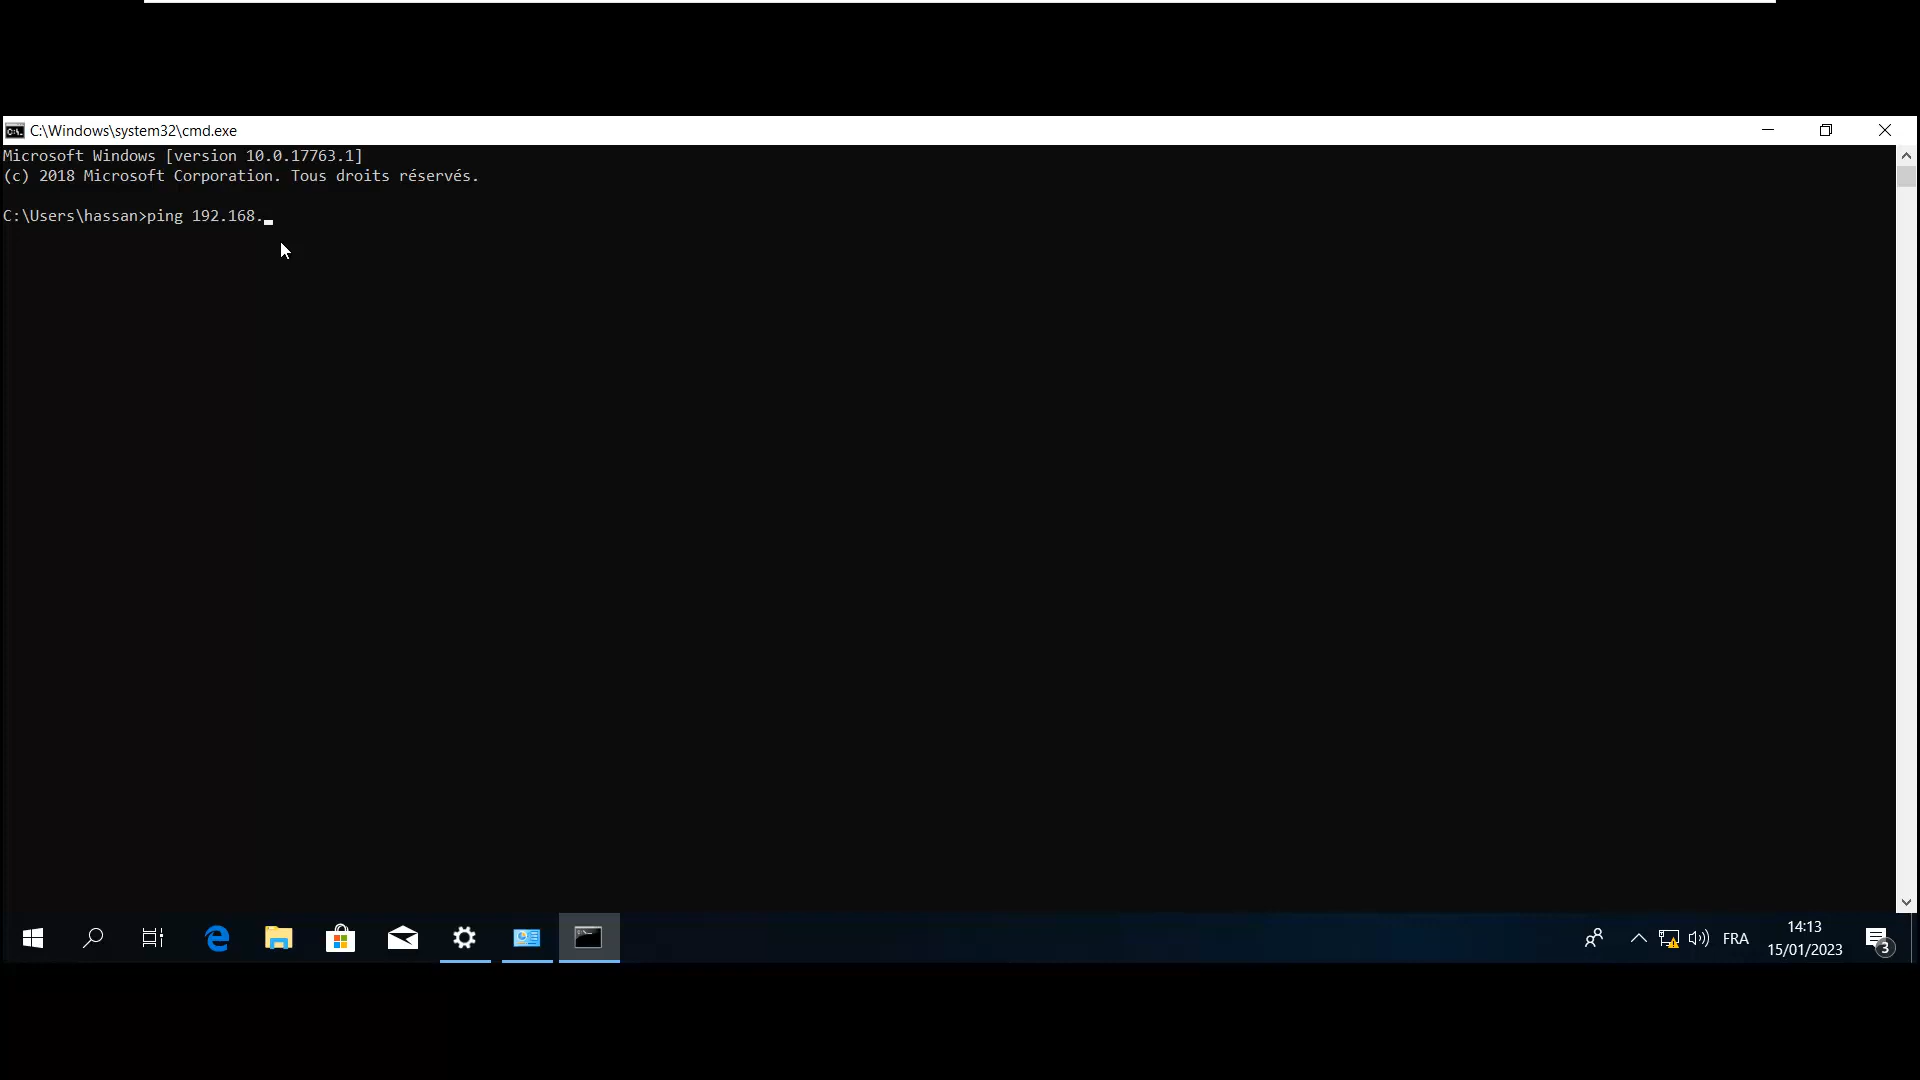 C:\Windows\system32\cmd.exe
Microsoft Windows [version 10.0.17763.1]
(c) 2018 Microsoft Corporation. Tous droits réservés.
C:\Users\hassan>ping 192.168._
FRA
14:13
15/01/2023
3